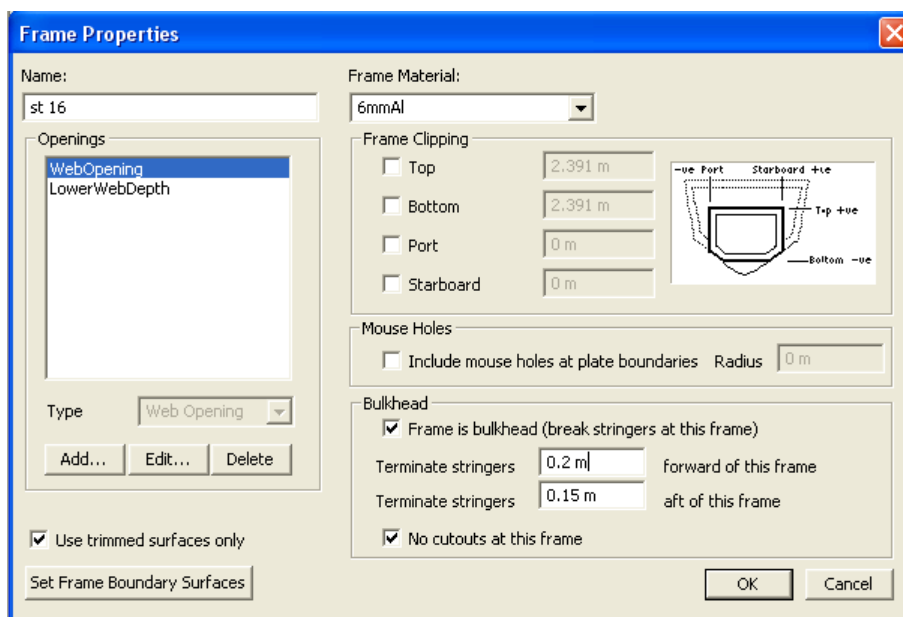 Frame Properties
Name:
st 16
Openings
WebOpening
LowerWebDepth
Type Web Opening
Add... Edit... Delete
Use trimmed surfaces only
Set Frame Boundary Surfaces
Frame Material:
6mmAl
Frame Clipping
Top 2.391 m
Bottom 2.391 m
Port 0 m
Starboard 0 m
-ve Port Starboard +ve
Top +ve
Bottom -ve
Mouse Holes
Include mouse holes at plate boundaries Radius 0 m
Bulkhead
Frame is bulkhead (break stringers at this frame)
Terminate stringers 0.2 m forward of this frame
Terminate stringers 0.15 m aft of this frame
No cutouts at this frame
OK Cancel